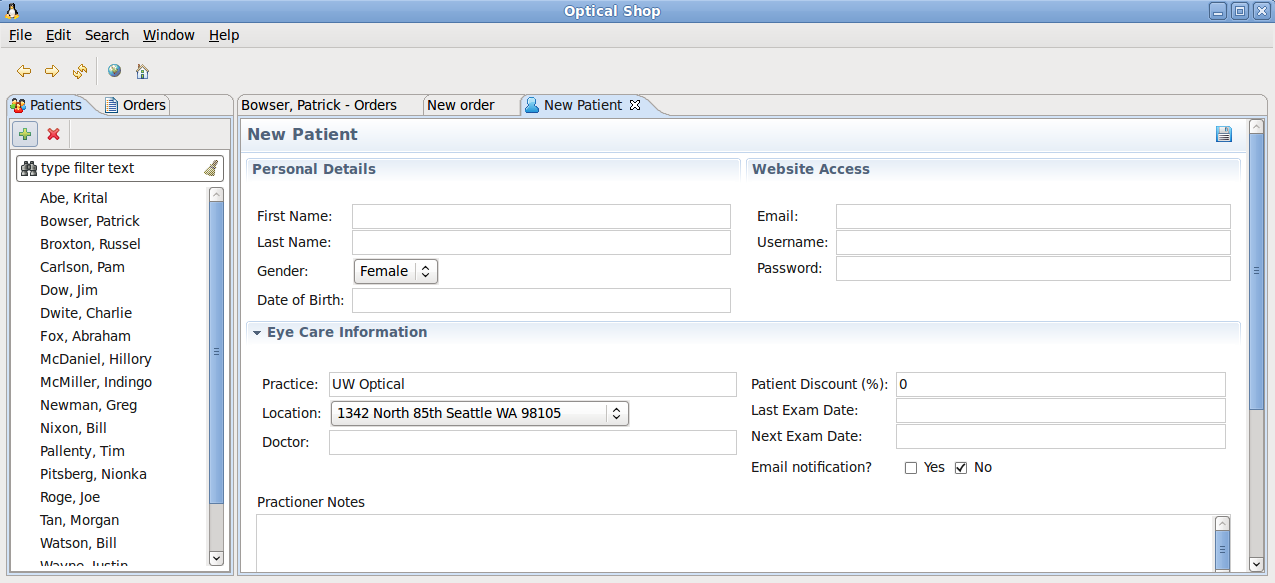 Optical Shop
File Edit Search Window Help
Patients Orders
Bowser, Patrick - Orders New order New Patient
type filter text
Abe, Krital
Bowser, Patrick
Broxton, Russel
Carlson, Pam
Dow, Jim
Dwite, Charlie
Fox, Abraham
McDaniel, Hillory
McMiller, Indingo
Newman, Greg
Nixon, Bill
Pallenty, Tim
Pitsberg, Nionka
Roge, Joe
Tan, Morgan
Watson, Bill
Wayne, Justin
New Patient
Personal Details
First Name:
Last Name:
Gender: Female
Date of Birth:
Website Access
Email:
Username:
Password:
Eye Care Information
Practice: UW Optical
Location: 1342 North 85th Seattle WA 98105
Doctor:
Patient Discount (%): 0
Last Exam Date:
Next Exam Date:
Email notification? Yes No
Practioner Notes